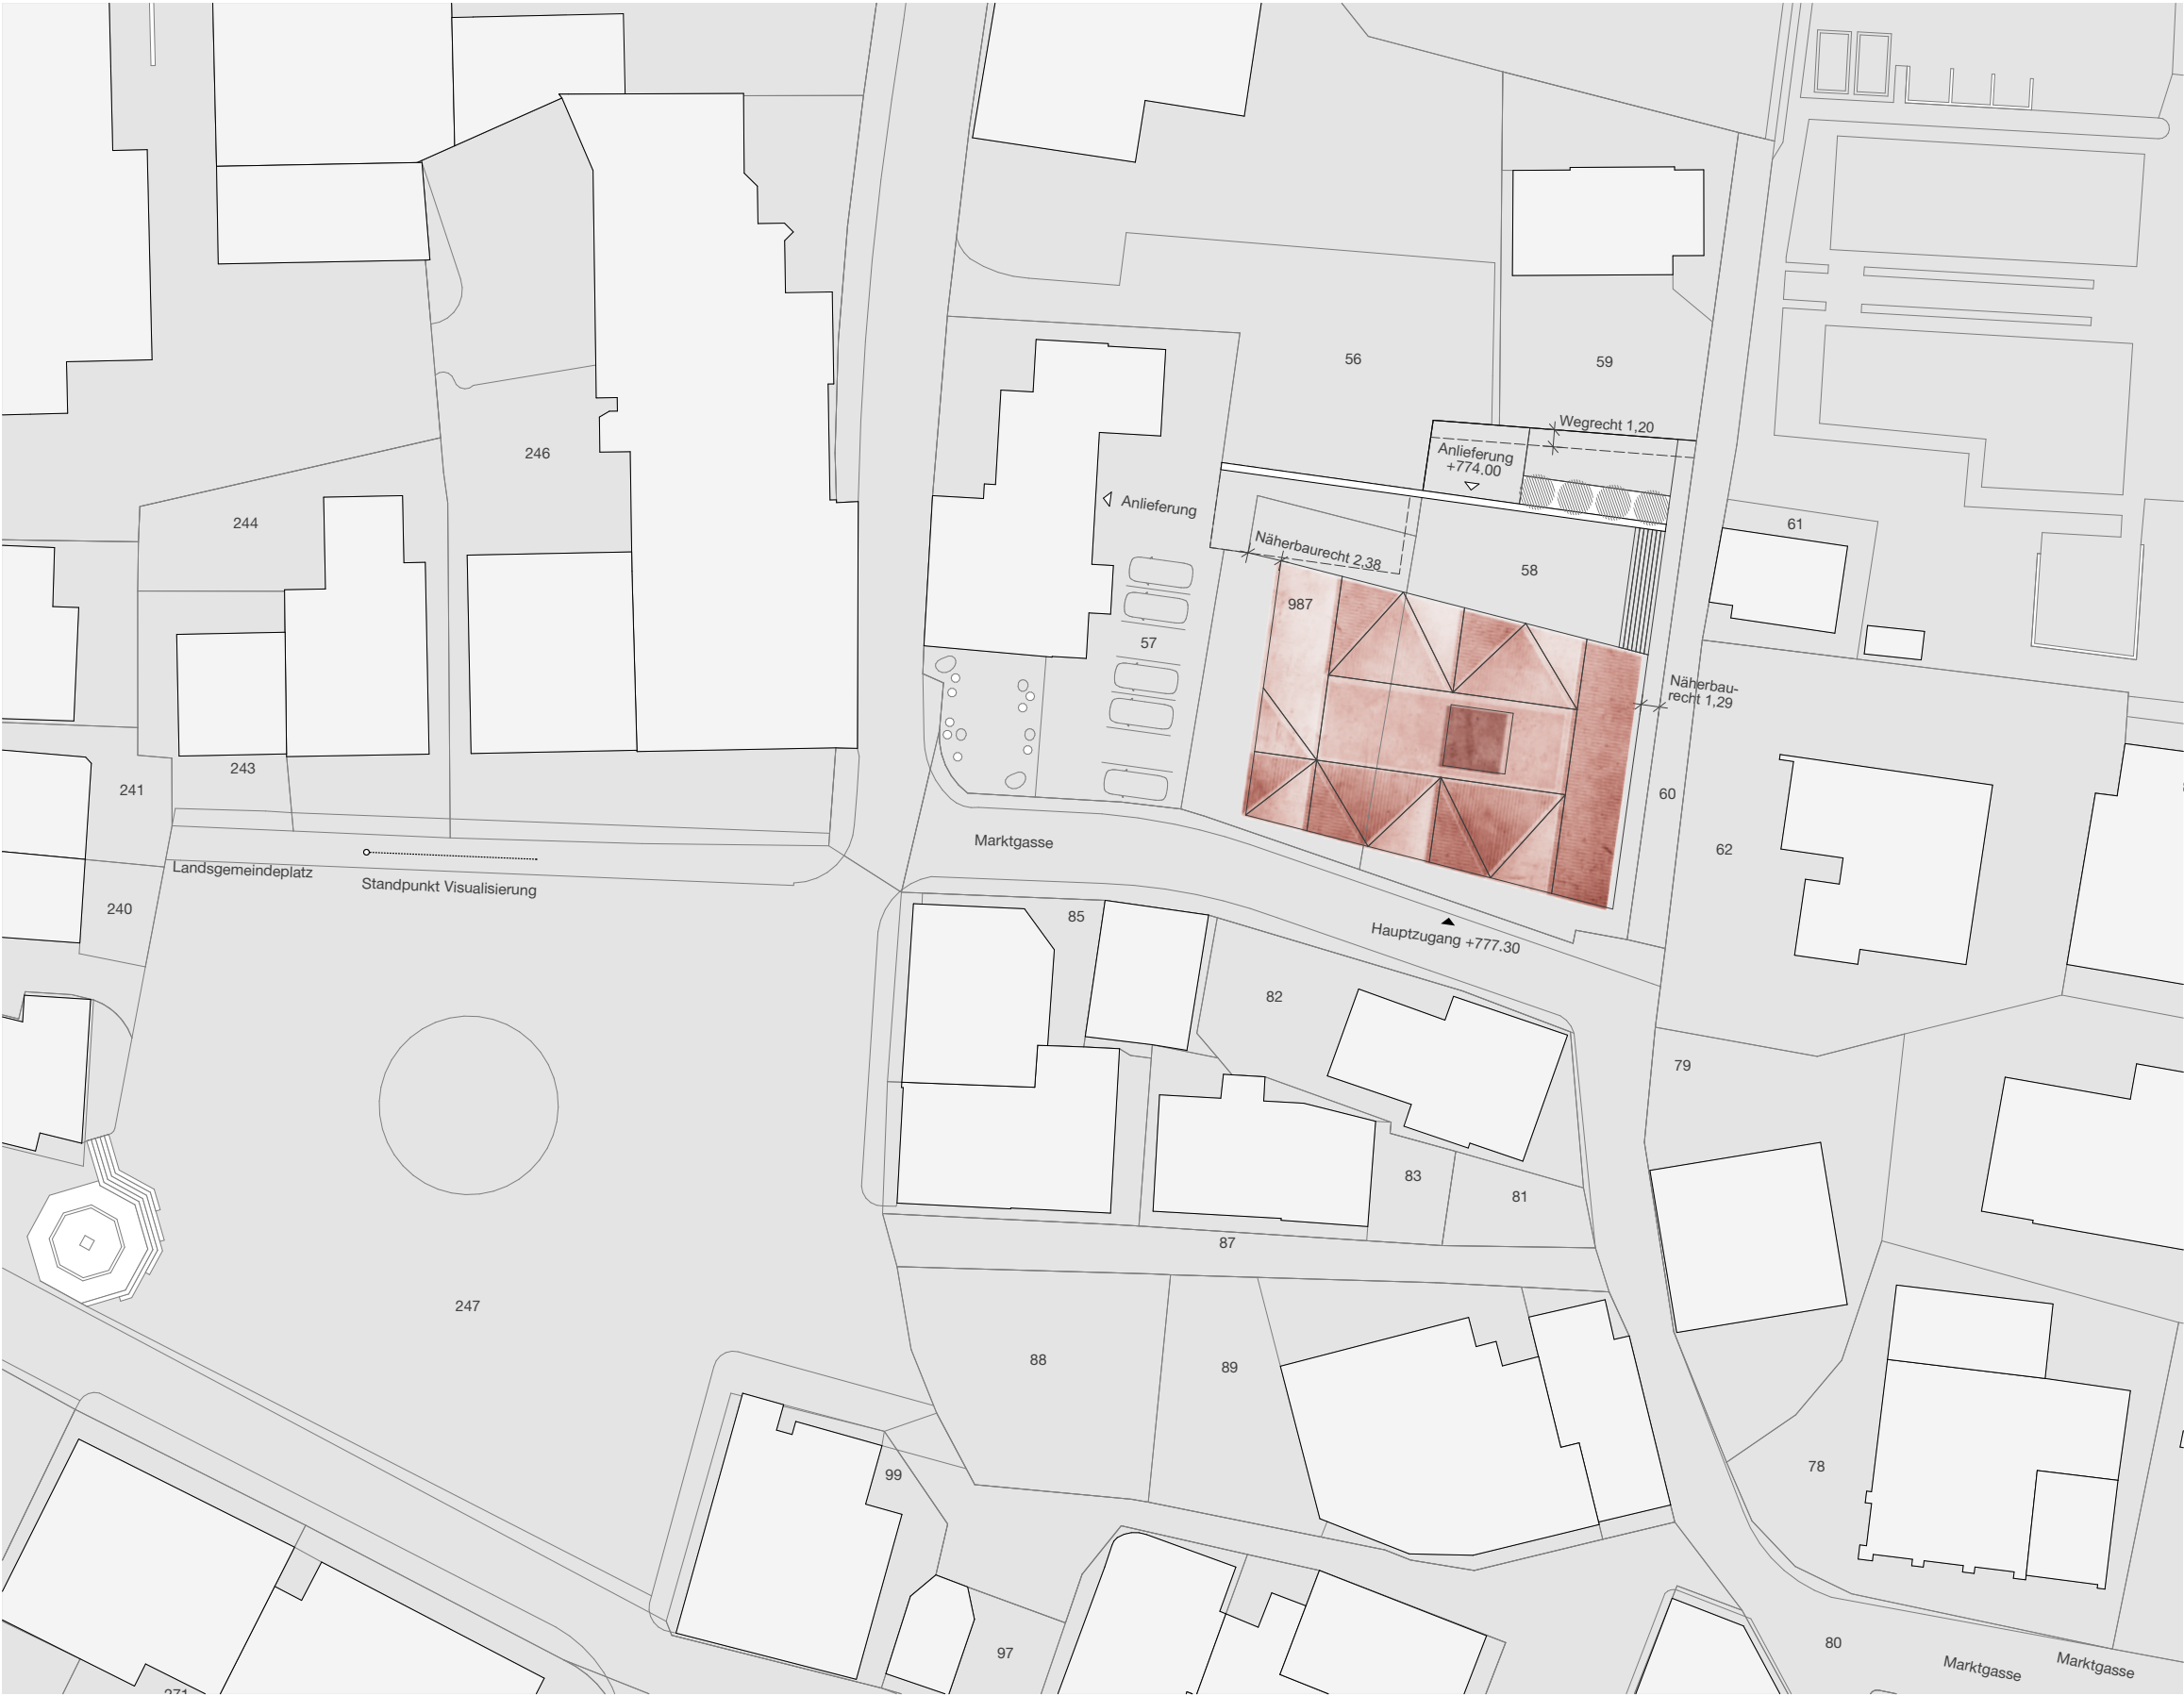 56
59
Wegrecht 1,20
246
Anlieferung
+774.00
Anlieferung
244
61
Näherbaurecht 2,38
58
987
57
Näherbau-
recht 1,29
243
241
60
Marktgasse
62
Landsgemeindeplatz
Standpunkt Visualisierung
240
85
Hauptzugang +777.30
82
79
83
81
87
247
88
89
99
78
97
80
Marktgasse
Marktgasse
271